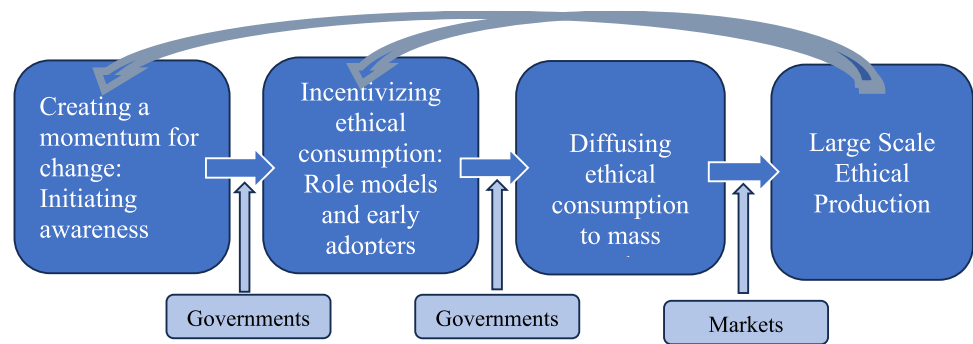 Creating a
momentum for
change:
Initiating
awareness
Incentivizing
ethical
consumption:
Role models
and early
adopters
Diffusing
ethical
consumption
to mass
Large Scale
Ethical
Production
Governments
Governments
Markets